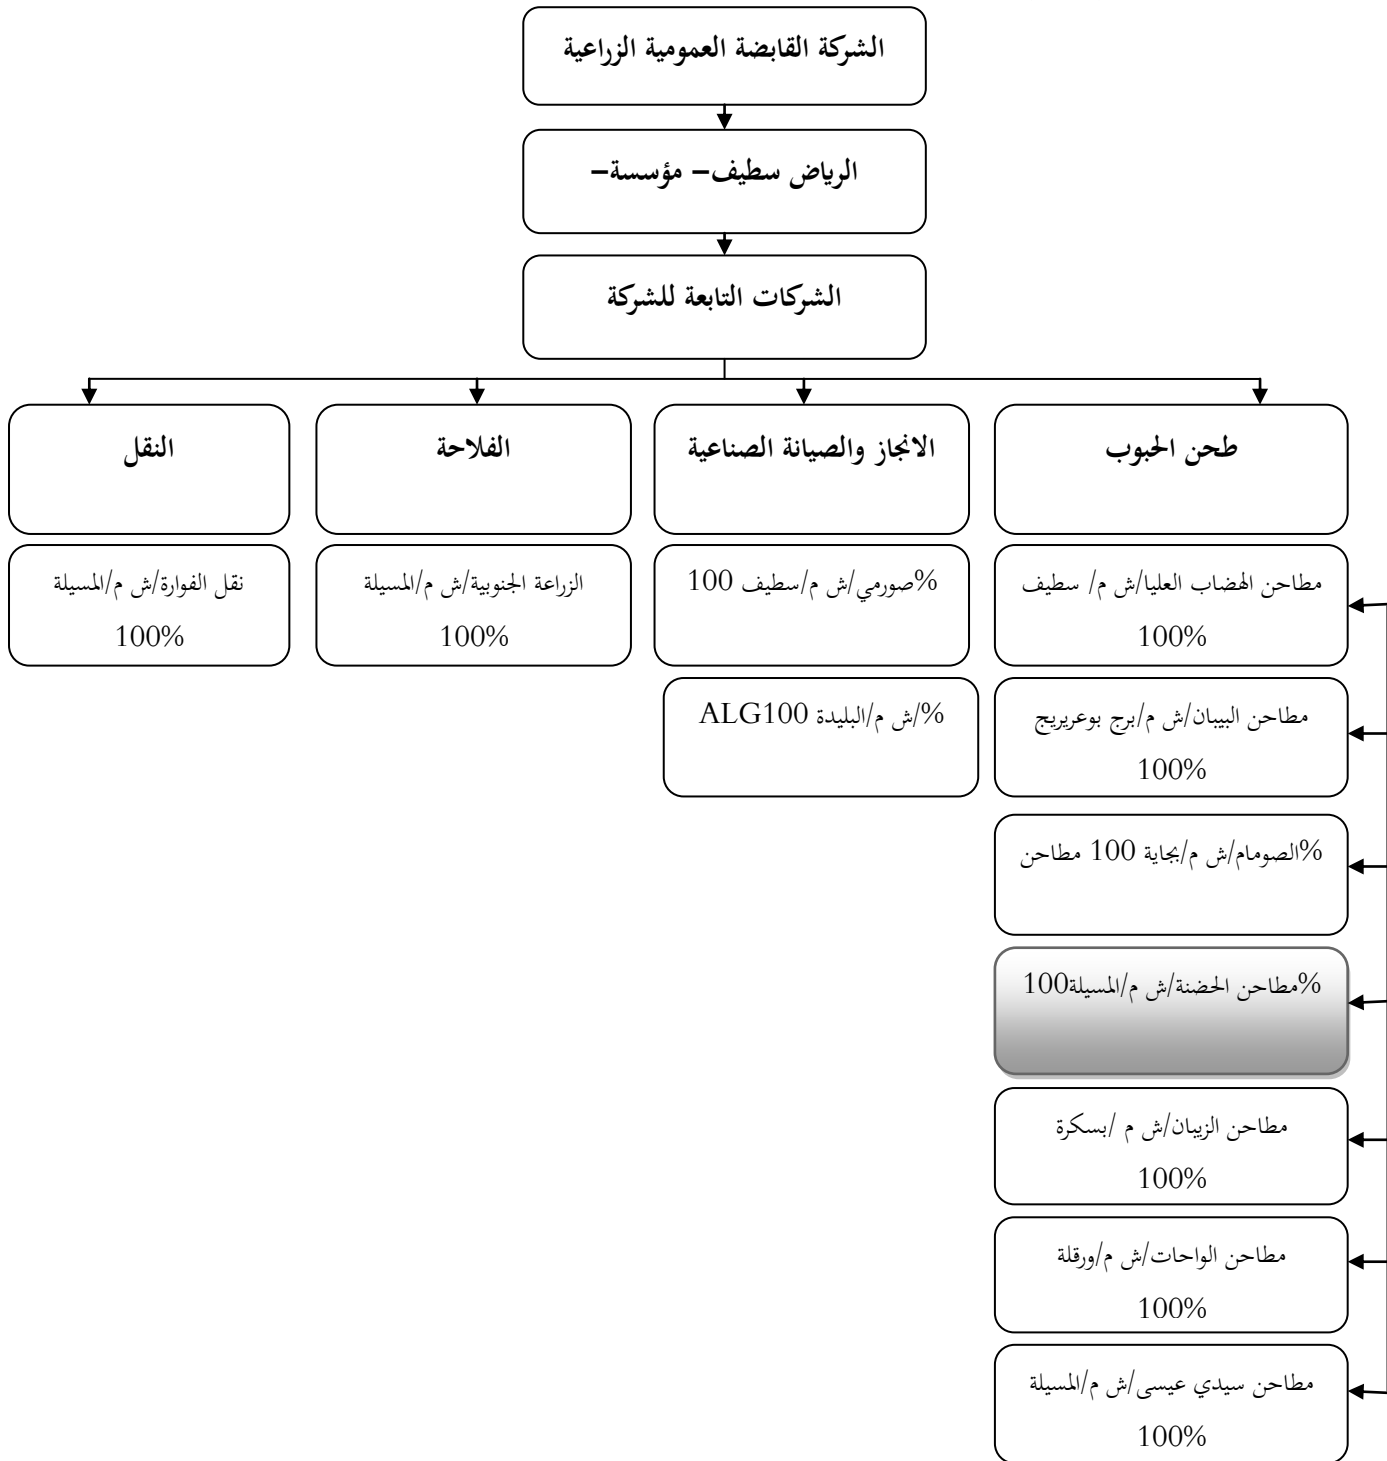 الشركة القابضة العمومية الزراعية
الرياض سطيف– مؤسسة–
الشركات التابعة للشركة
طحن الحبوب
الانجاز والصيانة الصناعية
الفلاحة
النقل
مطاحن الهضاب العليا/ش م/ سطيف
100%
%صورمي/ش م/سطيف 100
الزراعة الجنوبية/ش م/المسيلة
100%
نقل الفوارة/ش م/المسيلة
100%
مطاحن البيبان/ش م/برج بوعريريج
100%
%/ش م/البليدة ALG100
%الصومام/ش م/بجاية 100 مطاحن
%مطاحن الحضنة/ش م/المسيلة100
مطاحن الزيبان/ش م /بسكرة
100%
مطاحن الواحات/ش م/ورقلة
100%
مطاحن سيدي عيسى/ش م/المسيلة
100%